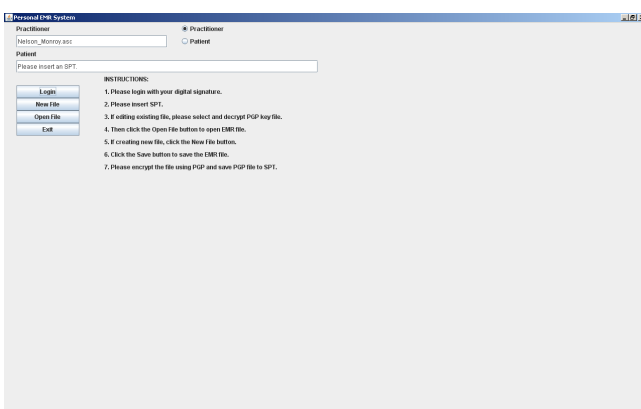 Personal EMR System
Practitioner
Practitioner
Nelson_Monroy.asc
Patient
Patient
Please insert an SPT.
INSTRUCTIONS:
Login
1. Please login with your digital signature.
New File
2. Please insert SPT.
Open File
3. If editing existing file, please select and decrypt PGP key file.
Exit
4. Then click the Open File button to open EMR file.
5. If creating new file, click the New File button.
6. Click the Save button to save the EMR file.
7. Please encrypt the file using PGP and save PGP file to SPT.